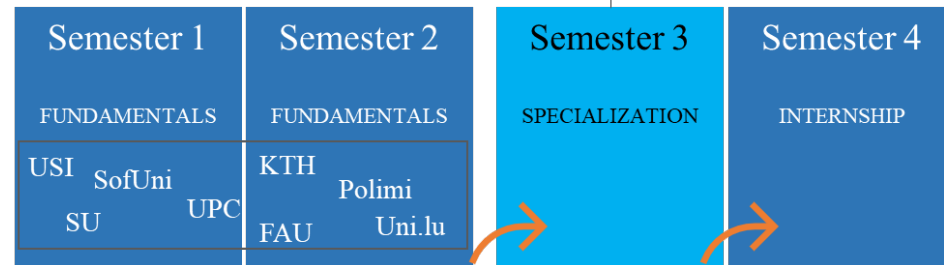 Semester 1
FUNDAMENTALS
USI
SofUni
SU
UPC
Semester 2
FUNDAMENTALS
KTH
Polimi
FAU
Uni.lu
Semester 3
SPECIALIZATION
Semester 4
INTERNSHIP